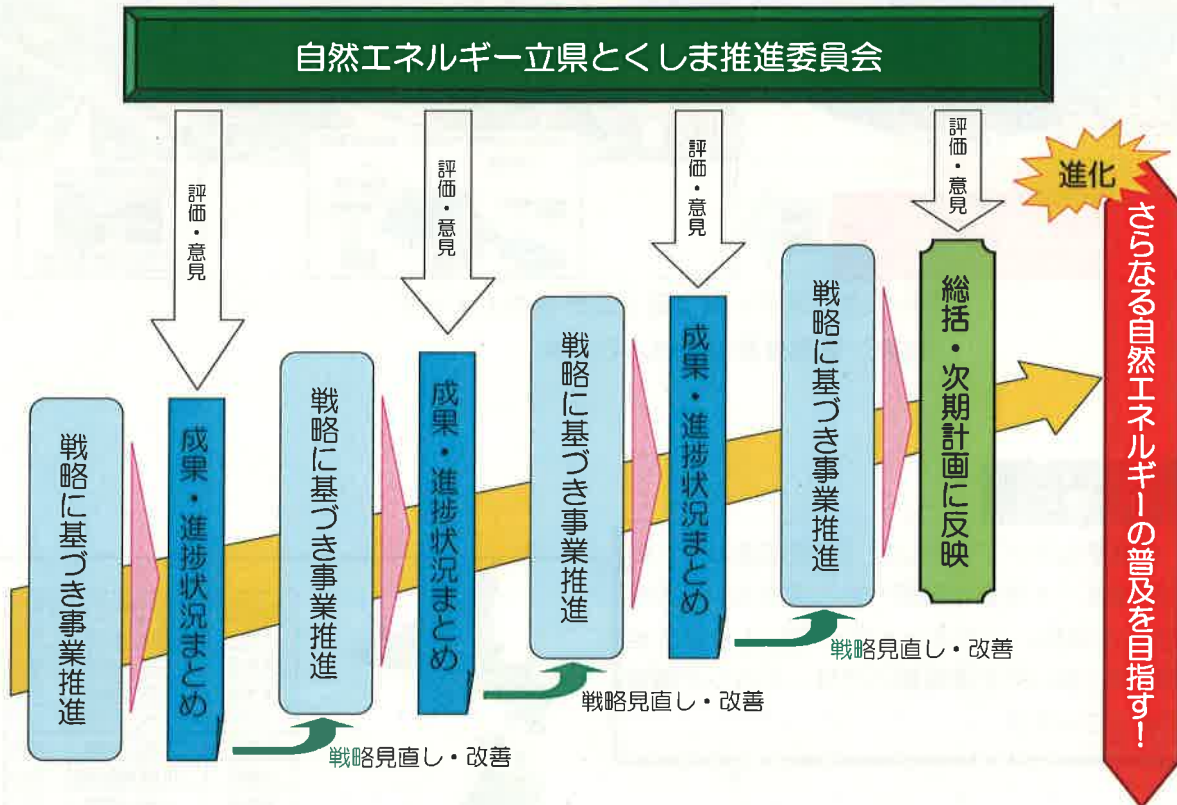 自然エネルギー立県とくしま推進委員会
評価・意見
評価・意見
評価・意見
評価・意見
進化
さらなる自然エネルギーの普及を目指す!
戦略に基づき事業推進
成果・進捗状況まとめ
戦略に基づき事業推進
成果・進捗状況まとめ
戦略に基づき事業推進
成果・進捗状況まとめ
戦略に基づき事業推進
総括・次期計画に反映
戦略見直し・改善
戦略見直し・改善
戦略見直し・改善